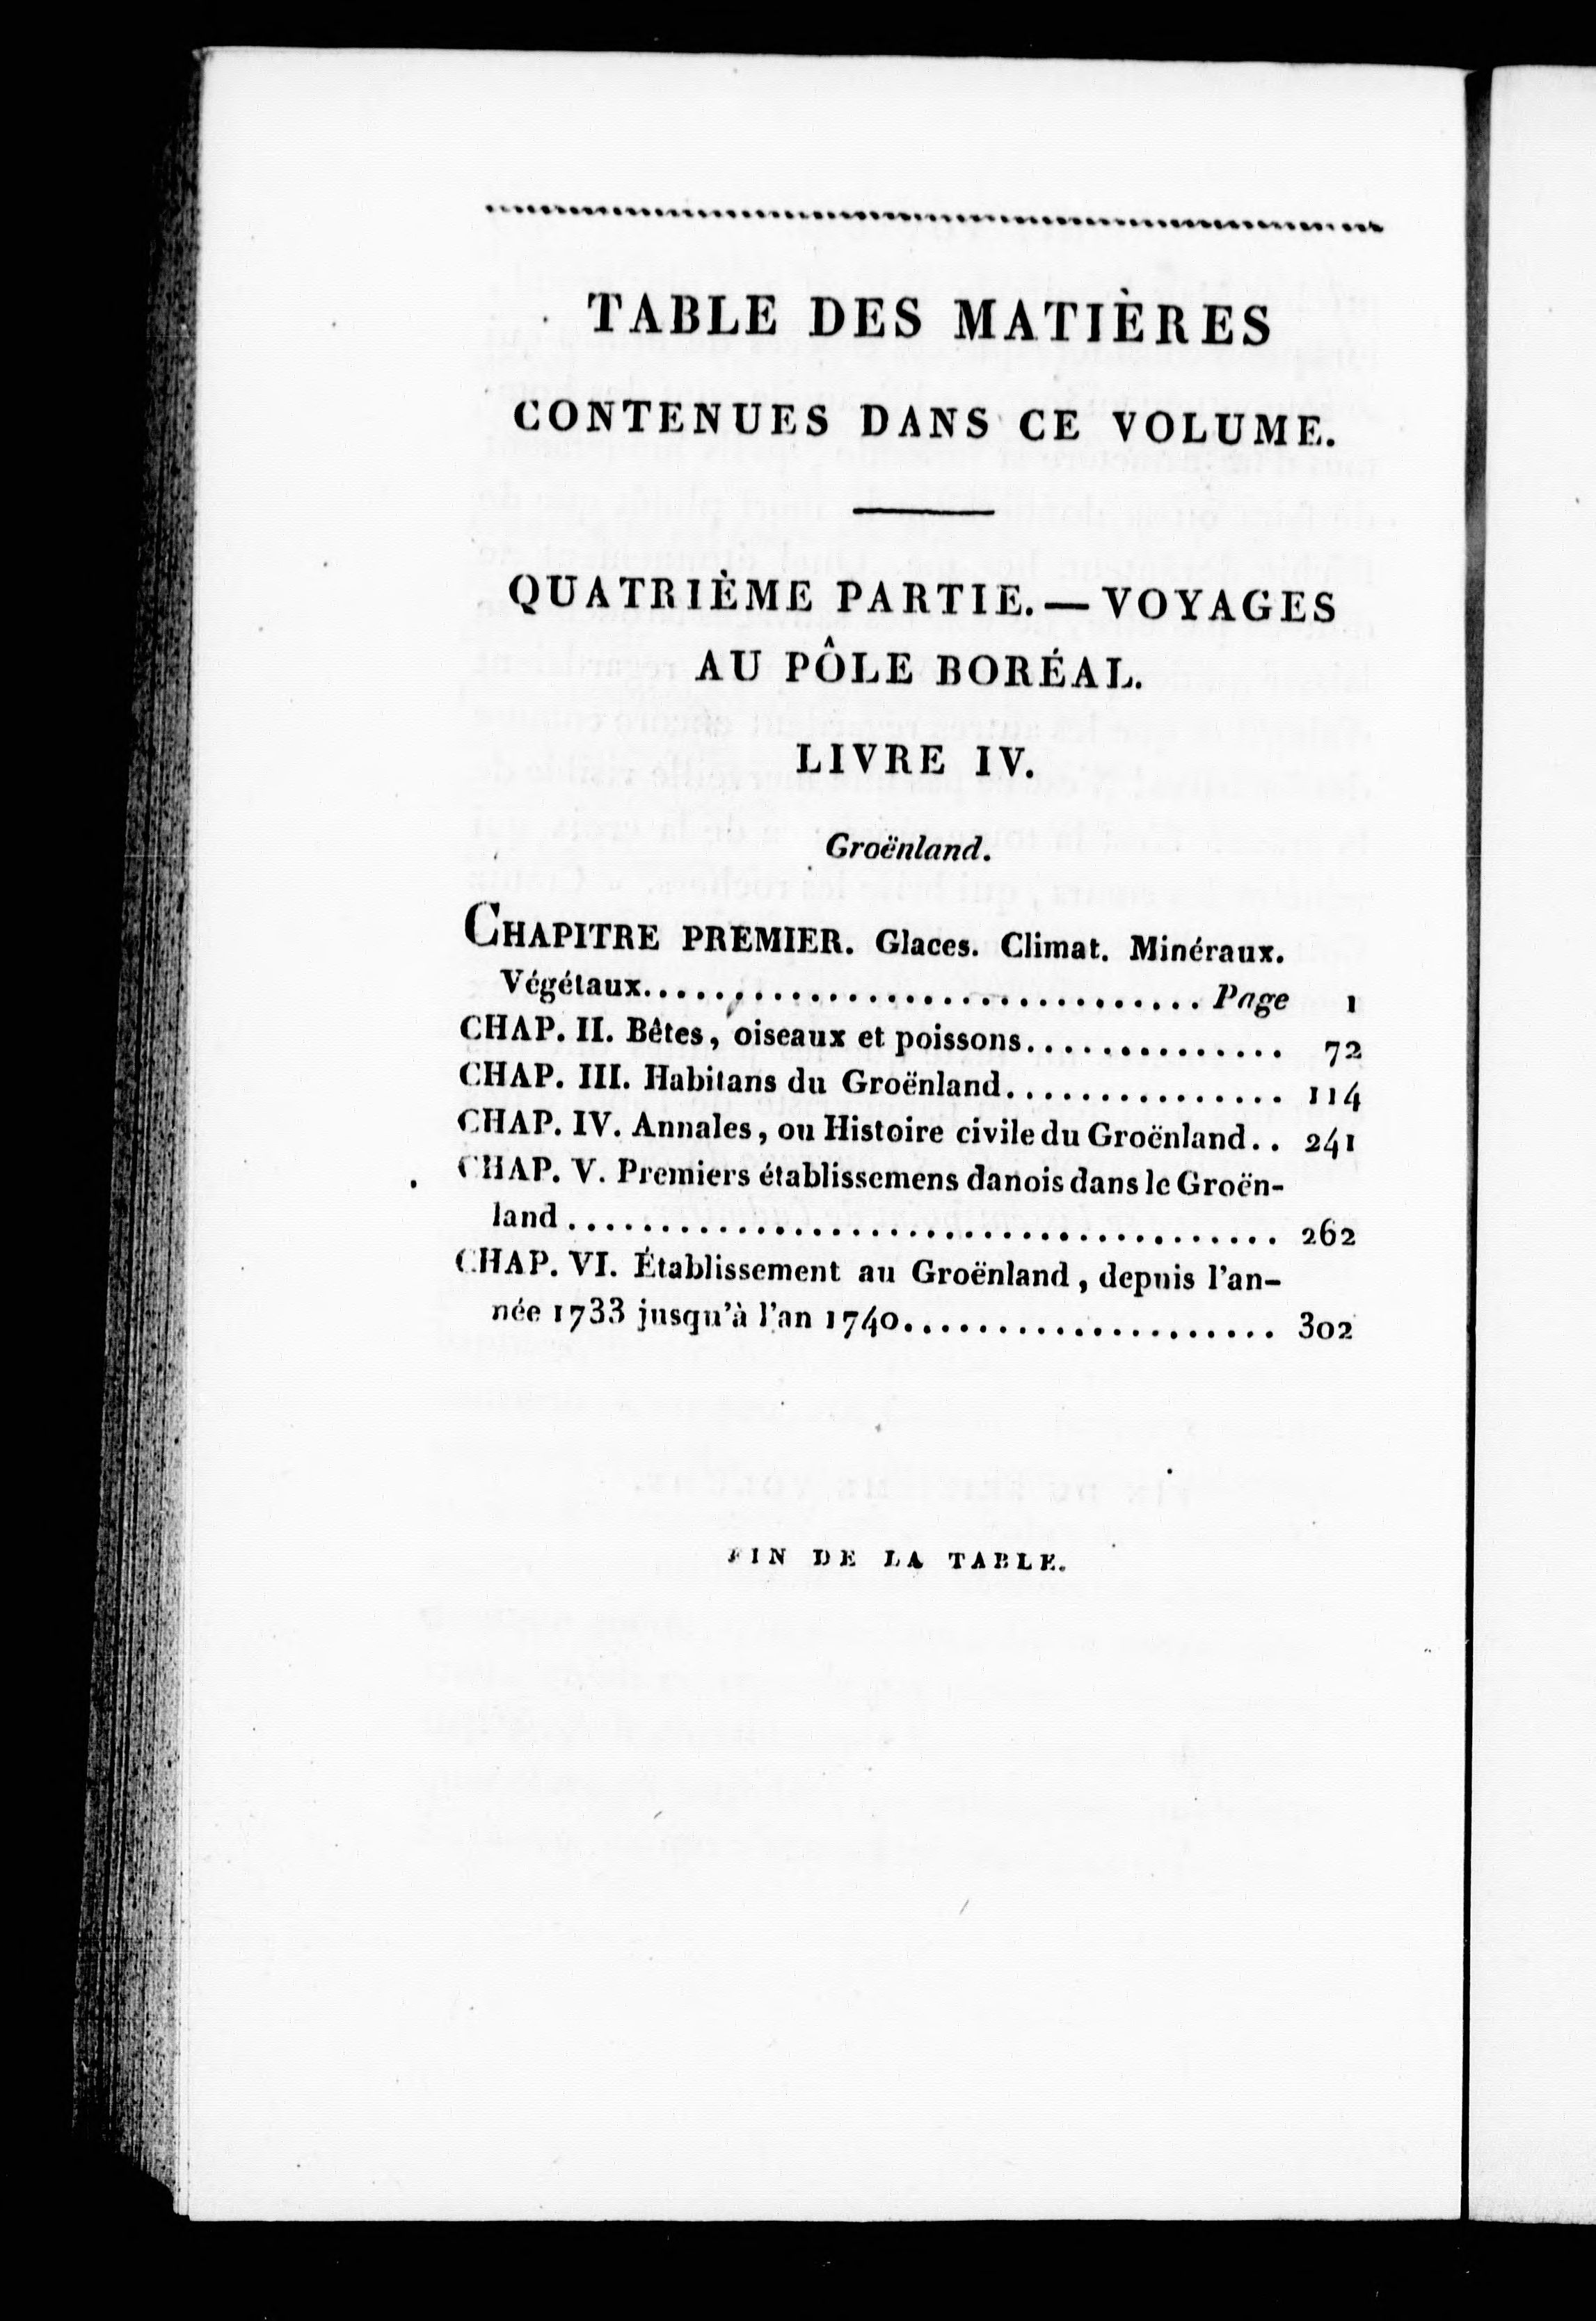 TABLE DES MATIÈRES
CONTENUES DANS CE VOLUME.
QUATRIÈME PARTIE. — VOYAGES
AU PÔLE BORÉAL.
LIVRE IV.
Groënland.
CHAPITRE PREMIER. Glaces. Climat. Minéraux.
Végétaux.............................. Page 1
CHAP. II. Bêtes, oiseaux et poissons.............. 72
CHAP. III. Habitans du Groënland............... 114
CHAP. IV. Annales, ou Histoire civile du Groënland.. 241
CHAP. V. Premiers établissemens danois dans le Groën-
land...................................... 262
CHAP. VI. Établissement au Groënland, depuis l'an-
née 1733 jusqu'à l'an 1740.................... 302
FIN DE LA TABLE.